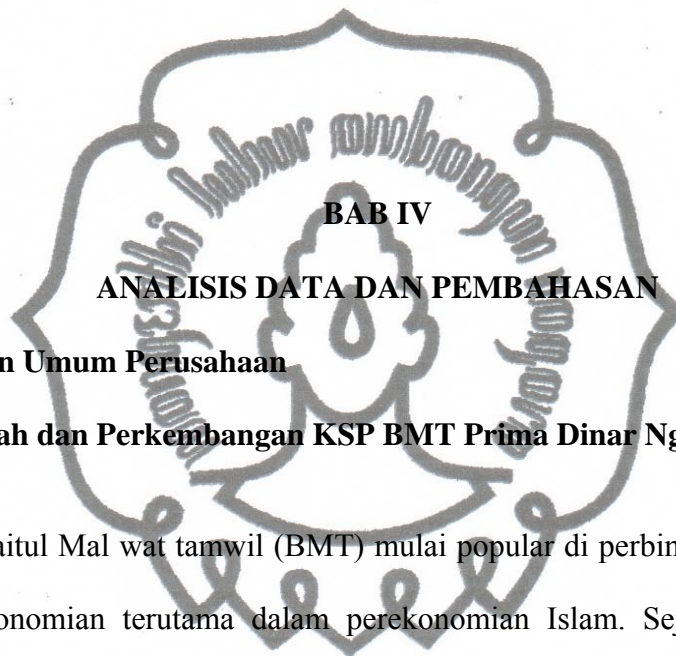 BAB IV
ANALISIS DATA DAN PEMBAHASAN
n Umum Perusahaan
ah dan Perkembangan KSP BMT Prima Dinar Ng
aitul Mal wat tamwil (BMT) mulai popular di perbin
onomian terutama dalam perekonomian Islam. Sej